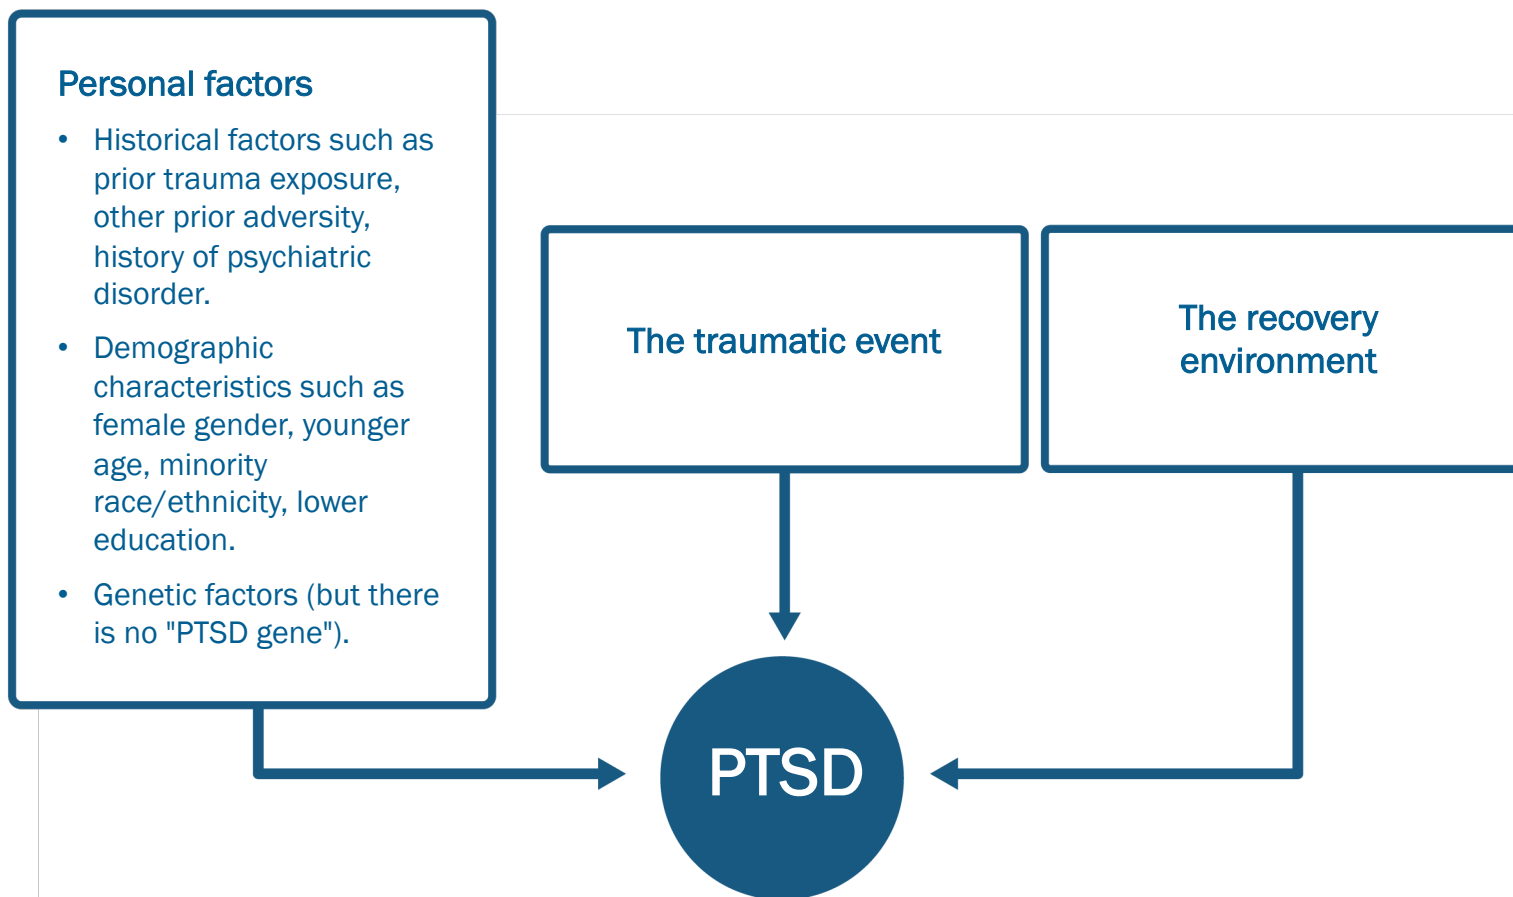 Personal factors
• Historical factors such as
prior trauma exposure,
other prior adversity,
history of psychiatric
disorder.
• Demographic
characteristics such as
female gender, younger
age, minority
race/ethnicity, lower
education.
• Genetic factors (but there
is no "PTSD gene").
The traumatic event
The recovery
environment
PTSD